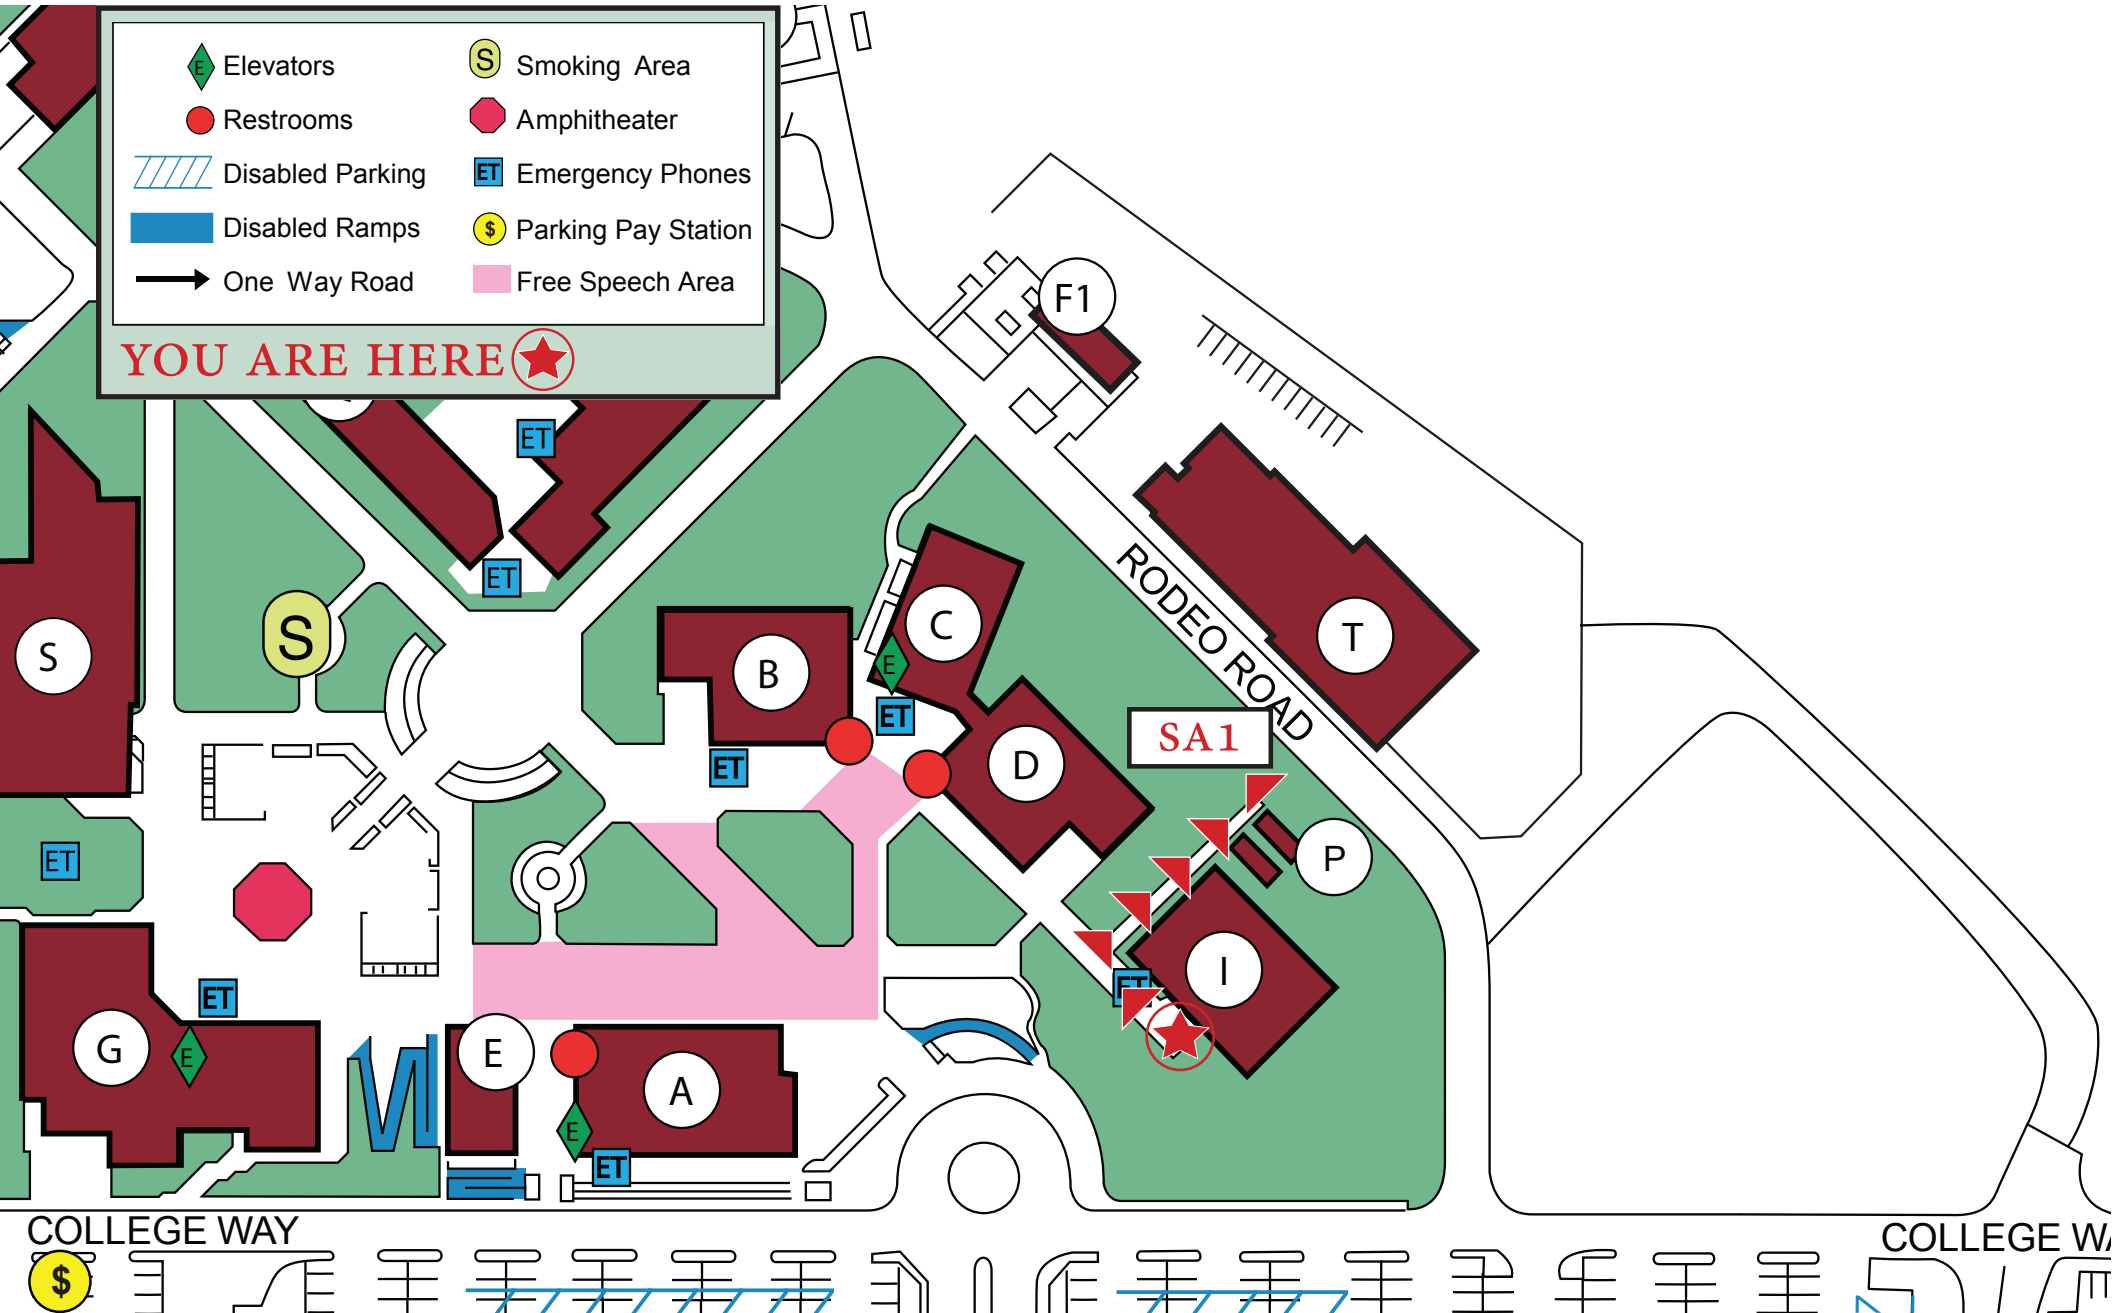 E Elevators
S Smoking Area
Restrooms
Amphitheater
Disabled Parking
ET Emergency Phones
Disabled Ramps
$ Parking Pay Station
One Way Road
Free Speech Area
YOU ARE HERE
F1
ET
ET
S
S
B
C
E
ET
ET
D
T
RODEO ROAD
SA1
P
ET
I
ET
ET
G
E
E
A
E
ET
COLLEGE WAY
COLLEGE WA
$